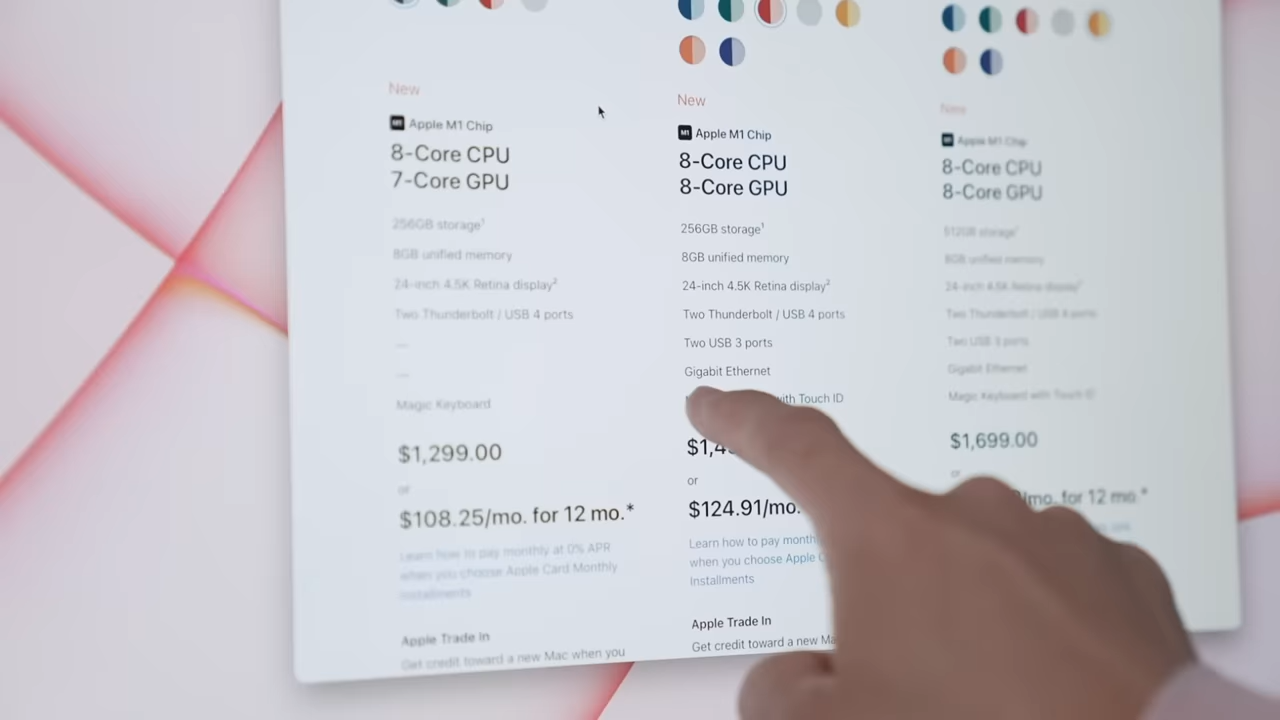 New
Apple M1 Chip
8-Core CPU
7-Core GPU
256GB storage¹
8GB unified memory
24-inch 4.5K Retina display²
Two Thunderbolt / USB 4 ports
—
—
Magic Keyboard
$1,299.00
or
$108.25/mo. for 12 mo.*
Learn how to pay monthly at 0% APR
when you choose Apple Card Monthly
Installments
Apple Trade In
Get credit toward a new Mac when you
New
M1 Apple M1 Chip
8-Core CPU
8-Core GPU
256GB storage¹
8GB unified memory
24-inch 4.5K Retina display²
Two Thunderbolt / USB 4 ports
Two USB 3 ports
Gigabit Ethernet
with Touch ID
$1,4
or
$124.91/mo.
Learn how to pay month
when you choose Apple C
Installments
Apple Trade In
Get credit toward a new Ma
New
Apple M1 Chip
8-Core CPU
8-Core GPU
512GB storage¹
8GB unified memory
24-inch 4.5K Retina display²
Two Thunderbolt / USB 4 ports
Two USB 3 ports
Gigabit Ethernet
Magic Keyboard with Touch ID
$1,699.00
or
/mo. for 12 mo.*